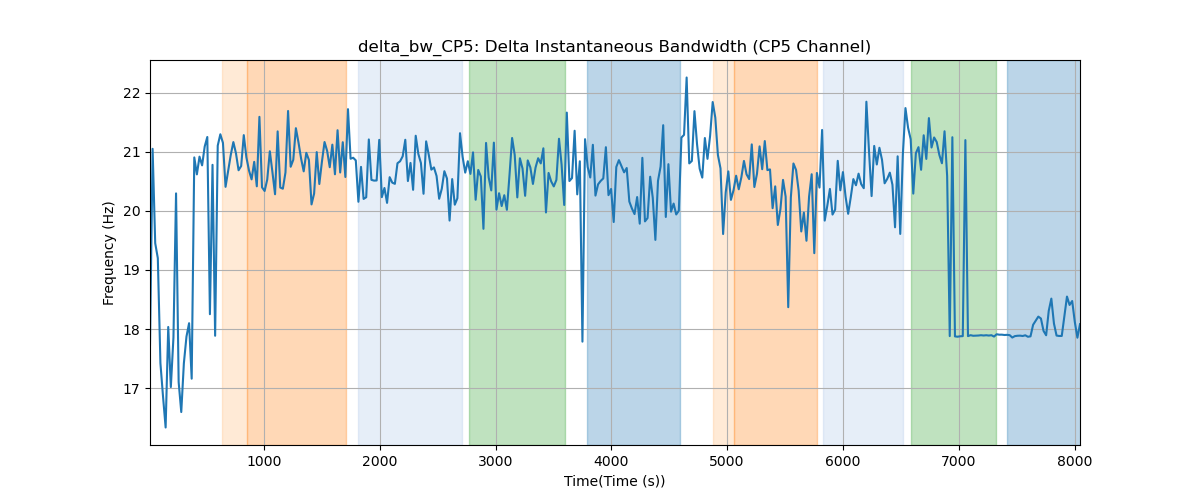 delta_bw_CP5: Delta Instantaneous Bandwidth (CP5 Channel)
Frequency (Hz)
22
21
20
19
18
17
1000 2000 3000 4000 5000 6000 7000 8000
Time(Time (s))